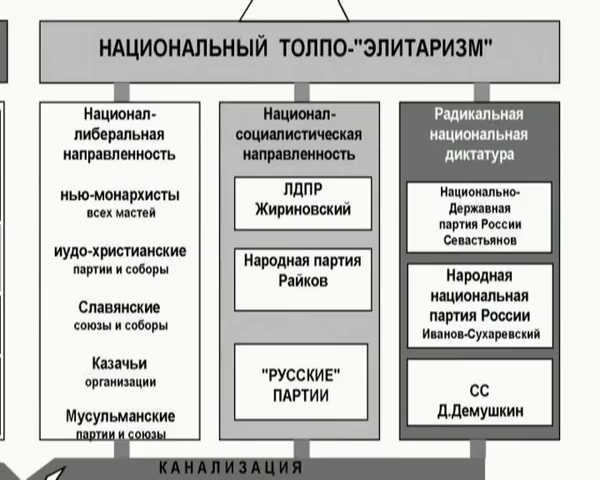 НАЦИОНАЛЬНЫЙ ТОЛПО-"ЭЛИТАРИЗМ"
Национал-
либеральная
направленность
нью-монархисты
всех мастей
иудо-христианские
партии и соборы
Славянские
союзы и соборы
Казачьи
организации
Мусульманские
партии и союзы
Национал-
социалистическая
направленность
ЛДПР
Жириновский
Народная партия
Райков
"РУССКИЕ"
ПАРТИИ
Радикальная
национальная
диктатура
Национально-
Державная
партия России
Севастьянов
Народная
национальная
партия России
Иванов-Сухаревский
СС
Д.Демушкин
КАНАЛИЗАЦИЯ